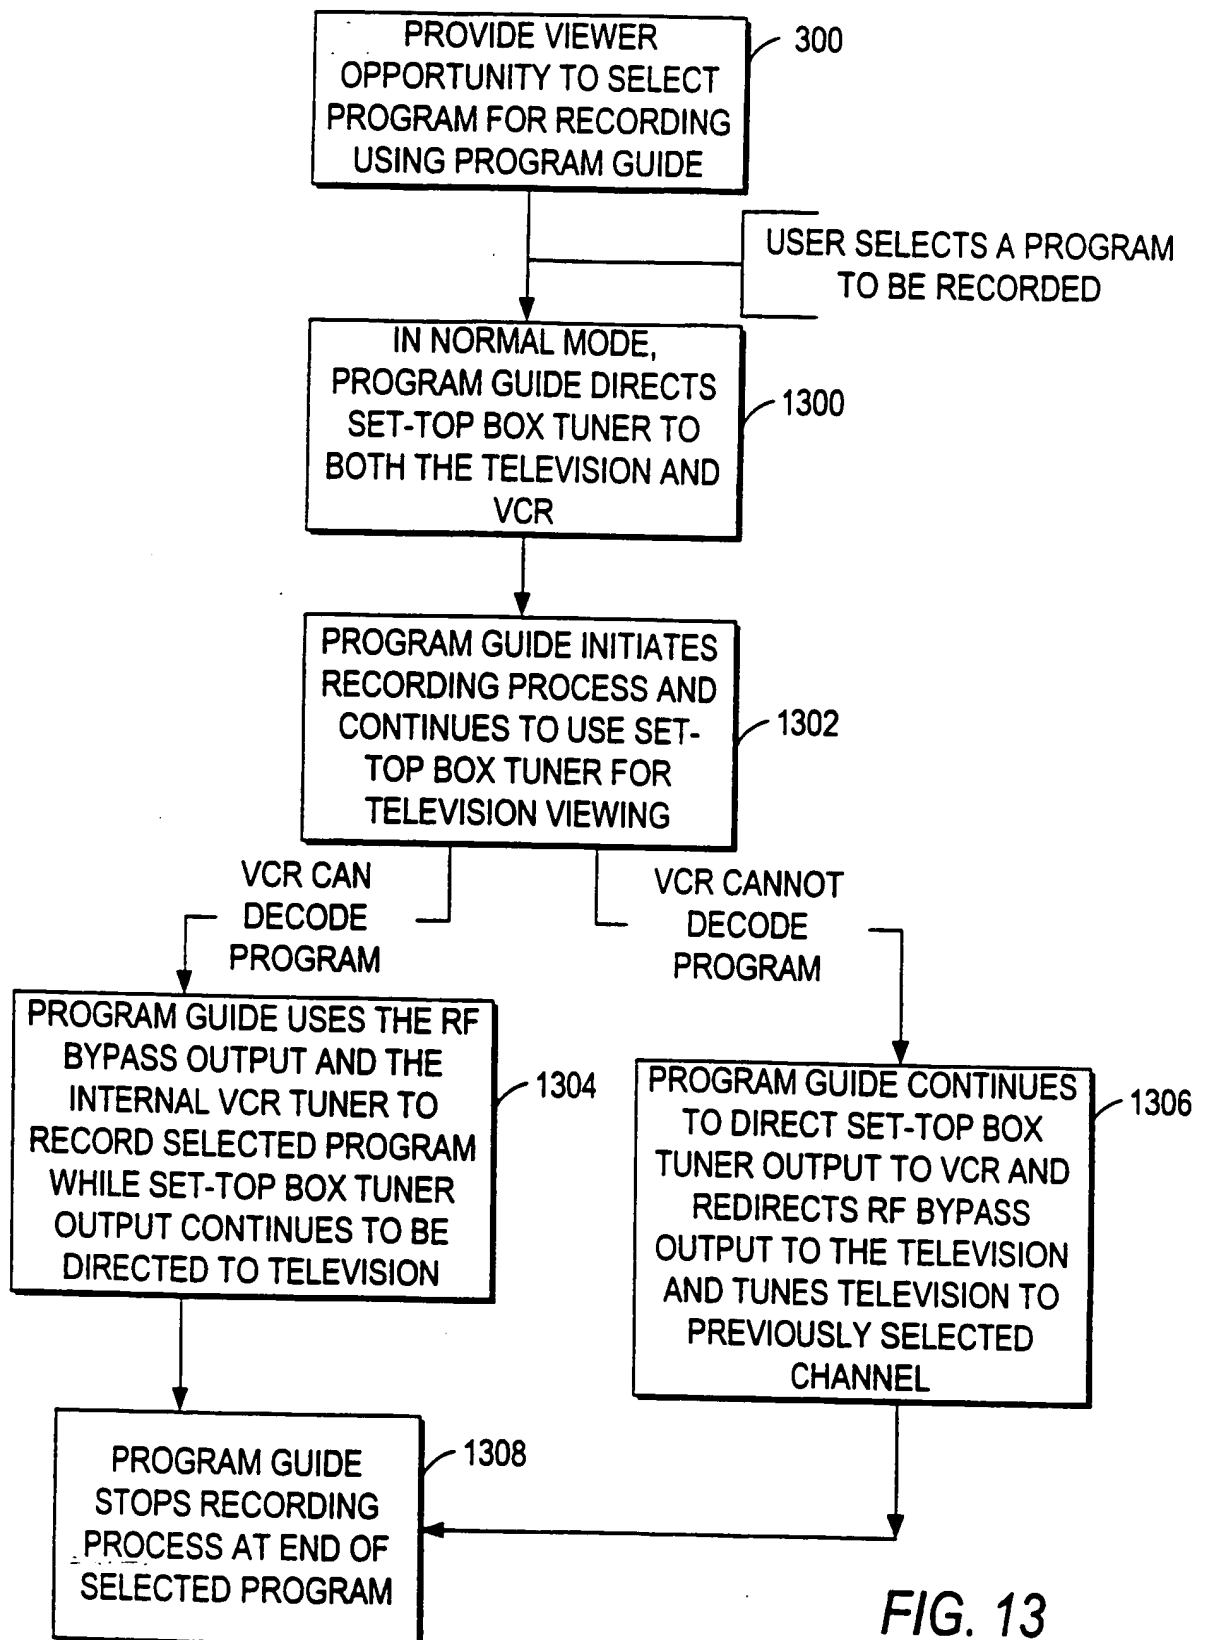 PROVIDE VIEWER
OPPORTUNITY TO SELECT
PROGRAM FOR RECORDING
USING PROGRAM GUIDE
300
USER SELECTS A PROGRAM
TO BE RECORDED
IN NORMAL MODE,
PROGRAM GUIDE DIRECTS
SET-TOP BOX TUNER TO
BOTH THE TELEVISION AND
VCR
1300
PROGRAM GUIDE INITIATES
RECORDING PROCESS AND
CONTINUES TO USE SET-
TOP BOX TUNER FOR
TELEVISION VIEWING
1302
VCR CAN
DECODE
PROGRAM
VCR CANNOT
DECODE
PROGRAM
PROGRAM GUIDE USES THE RF
BYPASS OUTPUT AND THE
INTERNAL VCR TUNER TO
RECORD SELECTED PROGRAM
WHILE SET-TOP BOX TUNER
OUTPUT CONTINUES TO BE
DIRECTED TO TELEVISION
1304
PROGRAM GUIDE CONTINUES
TO DIRECT SET-TOP BOX
TUNER OUTPUT TO VCR AND
REDIRECTS RF BYPASS
OUTPUT TO THE TELEVISION
AND TUNES TELEVISION TO
PREVIOUSLY SELECTED
CHANNEL
1306
PROGRAM GUIDE
STOPS RECORDING
PROCESS AT END OF
SELECTED PROGRAM
1308
FIG. 13